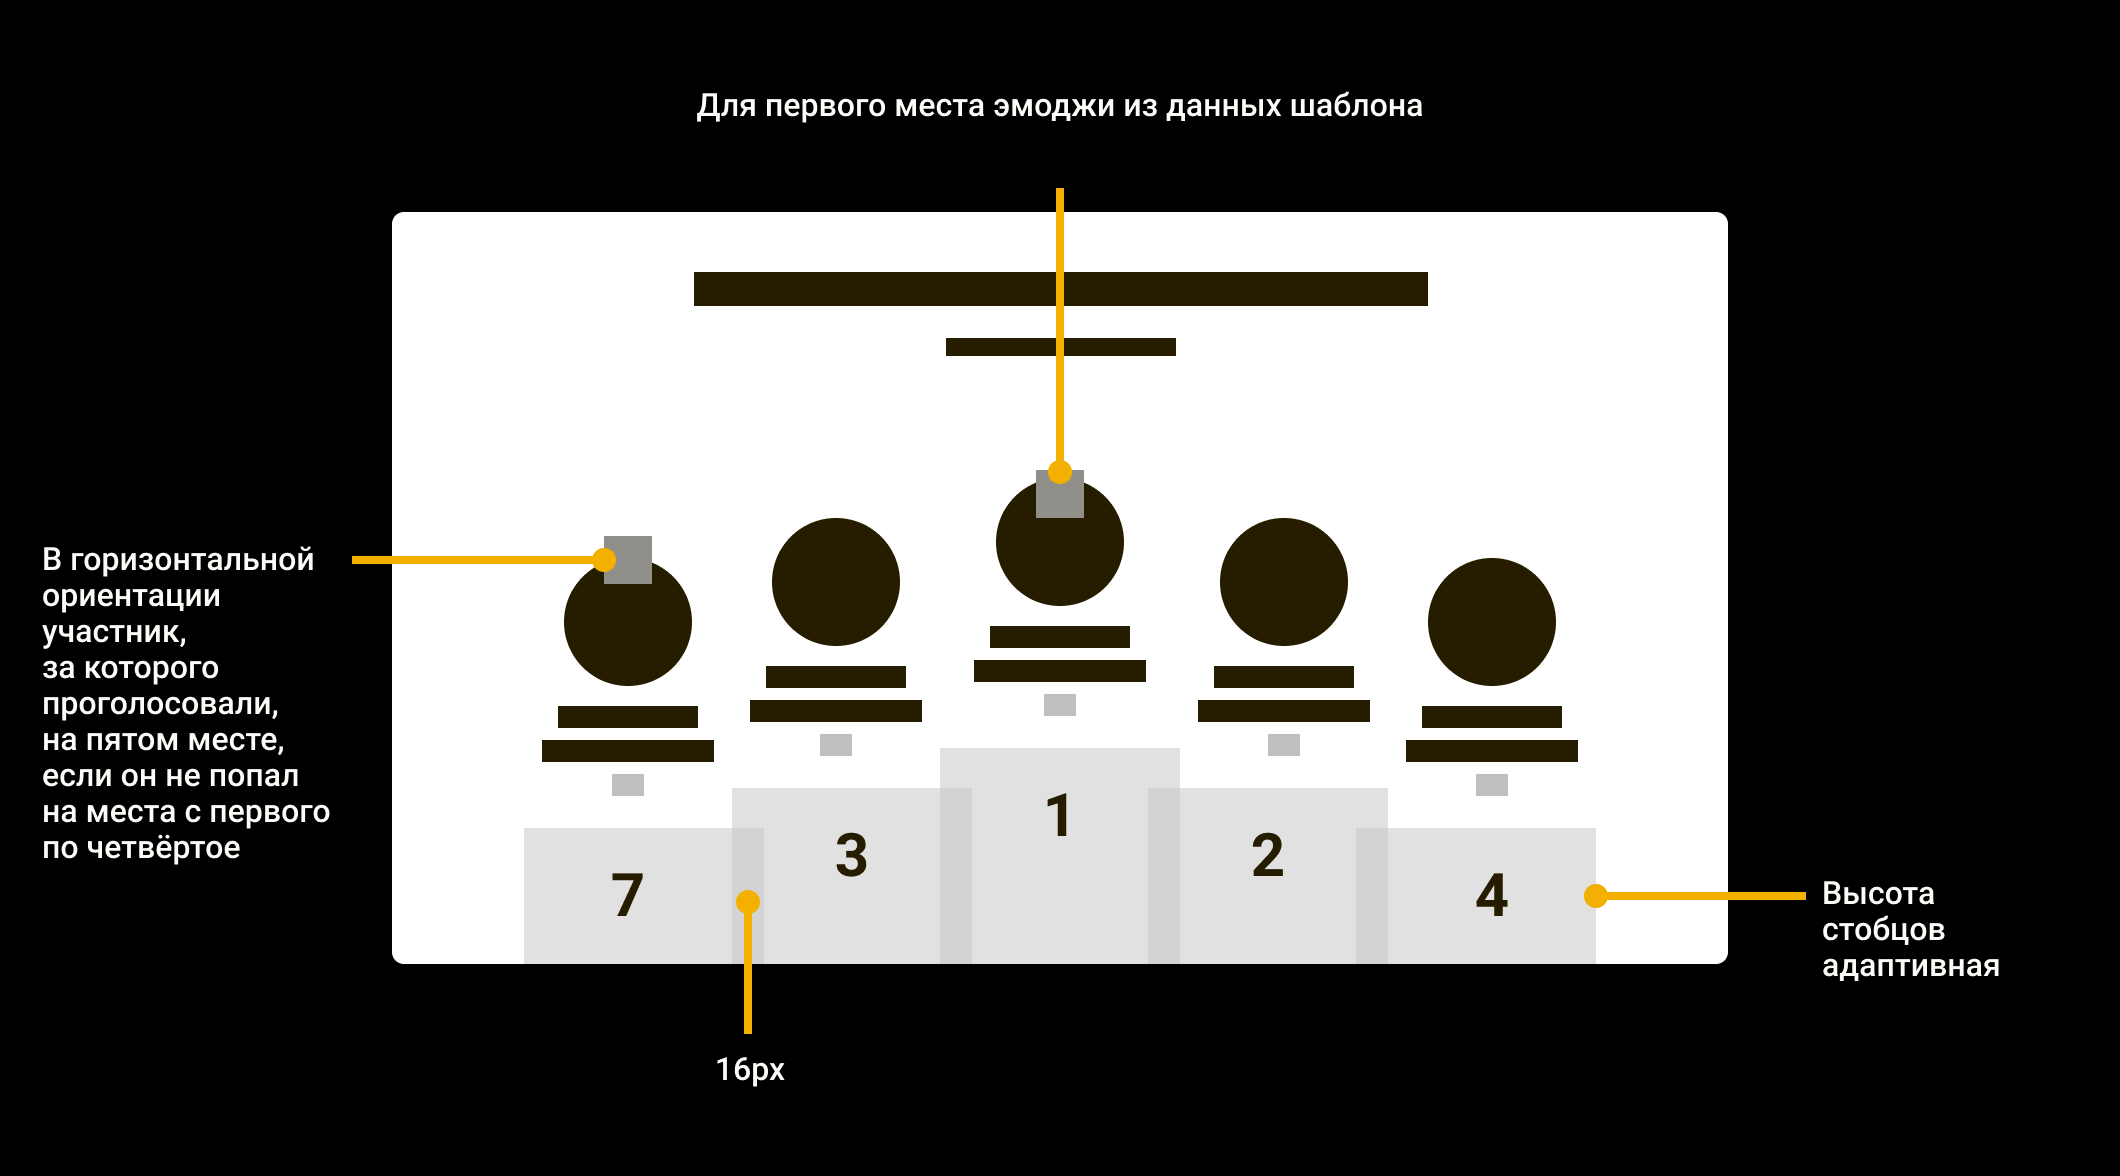 Для первого места эмоджи из данных шаблона
В горизонтальной
ориентации
участник,
за которого
проголосовали,
на пятом месте,
если он не попал
на места с первого
по четвёртое
7
3
1
2
4
Высота
стобцов
адаптивная
16px